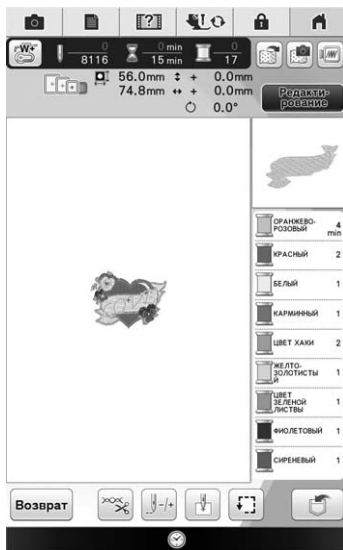 W+
0
8116
0 min
15 min
0
17
56.0mm ↕ + 0.0mm
74.8mm ↔ + 0.0mm
0.0°
Редакти-
рование
ОРАНЖЕВО-
РОЗОВЫЙ 4
min
КРАСНЫЙ 2
БЕЛЫЙ 1
КАРМИННЫЙ 1
ЦВЕТ ХАКИ 2
ЖЕЛТО-
ЗОЛОТИСТЫ 1
Й
ЦВЕТ
ЗЕЛЕНОЙ 1
ЛИСТВЫ
ФИОЛЕТОВЫЙ 1
СИРЕНЕВЫЙ 1
Возврат
-/+